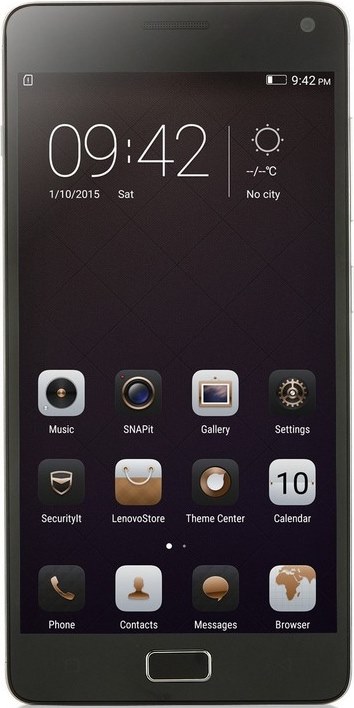 9:42 PM
09:42
1/10/2015 Sat
--/--°C
No city
Music SNAPit Gallery Settings
10
SecurityIt LenovoStore Theme Center Calendar
Phone Contacts Messages Browser